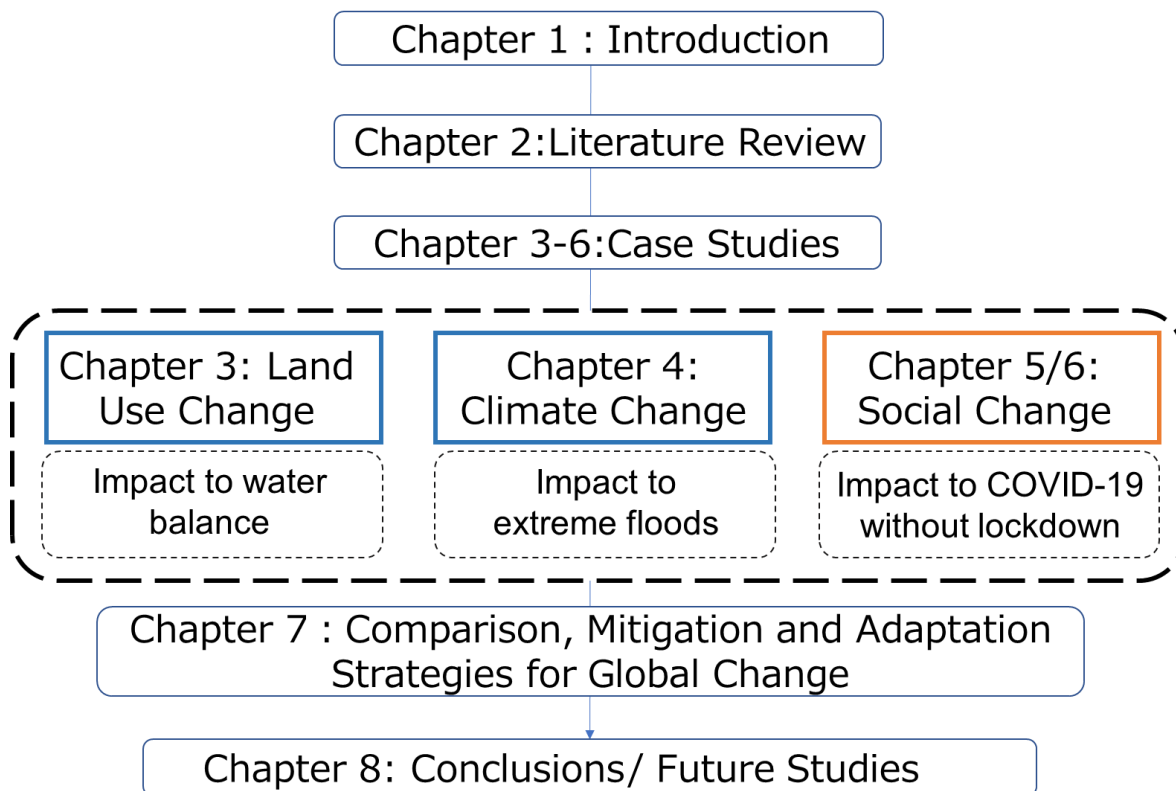 Chapter 1 : Introduction
Chapter 2:Literature Review
Chapter 3-6:Case Studies
Chapter 3: Land
Use Change
Impact to water
balance
Chapter 4:
Climate Change
Impact to
extreme floods
Chapter 5/6:
Social Change
Impact to COVID-19
without lockdown
Chapter 7 : Comparison, Mitigation and Adaptation
Strategies for Global Change
Chapter 8: Conclusions/ Future Studies